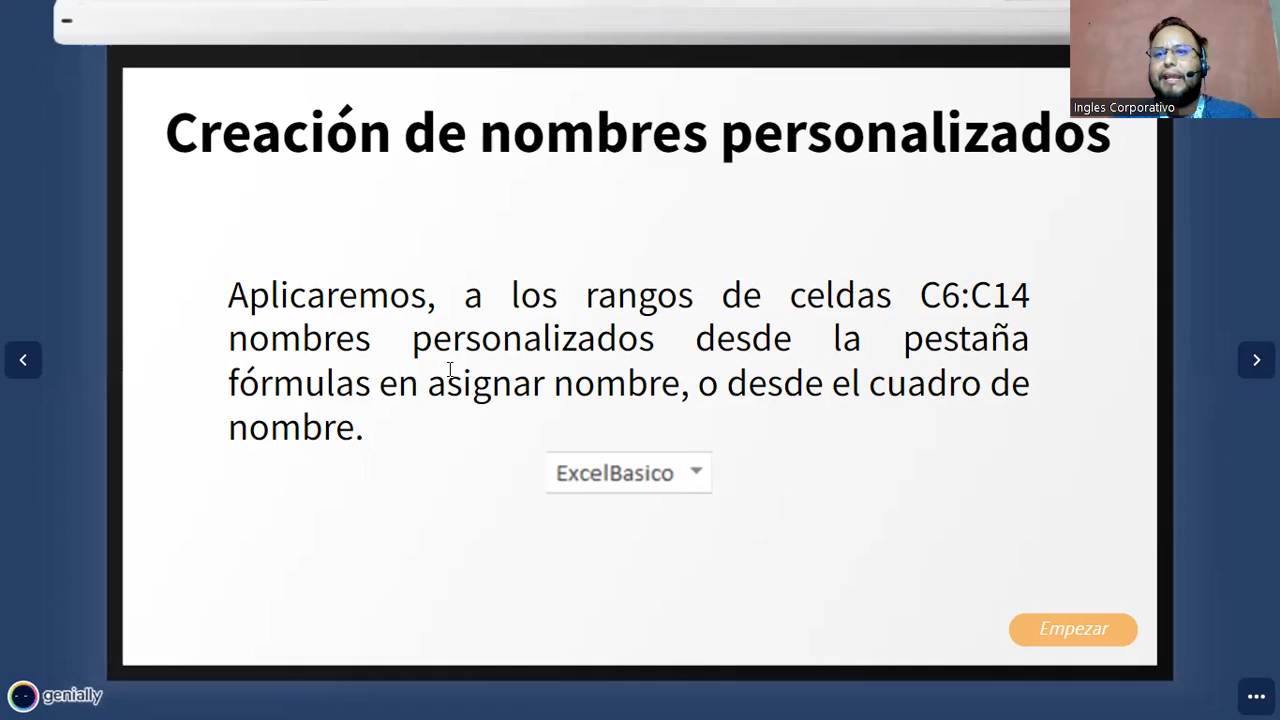 Ingles Corporativo
Creación de nombres personalizados
Aplicaremos, a los rangos de celdas C6:C14
nombres personalizados desde la pestaña
fórmulas en asignar nombre, o desde el cuadro de
nombre.
ExcelBasico
Empezar
genially